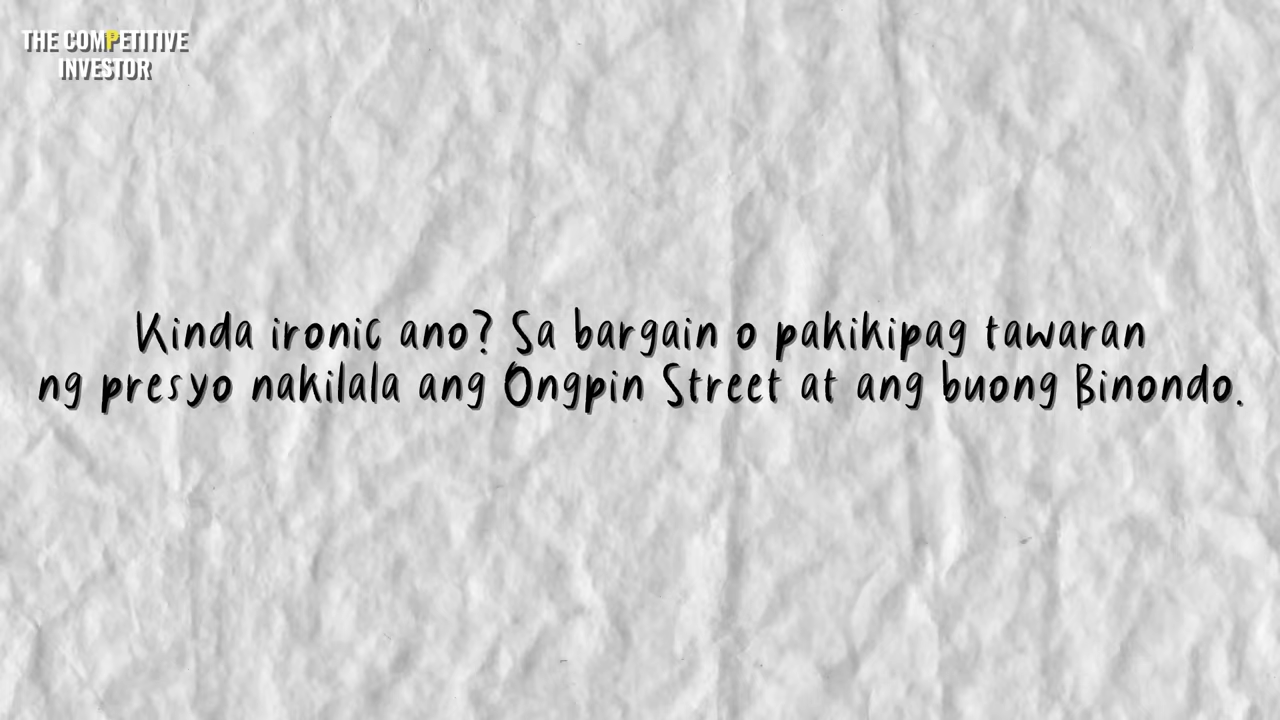 THE COMPETITIVE
INVESTOR
Kinda ironic ano? Sa bargain o pakikipag tawaran
ng presyo nakilala ang Ongpin Street at ang buong Binondo.